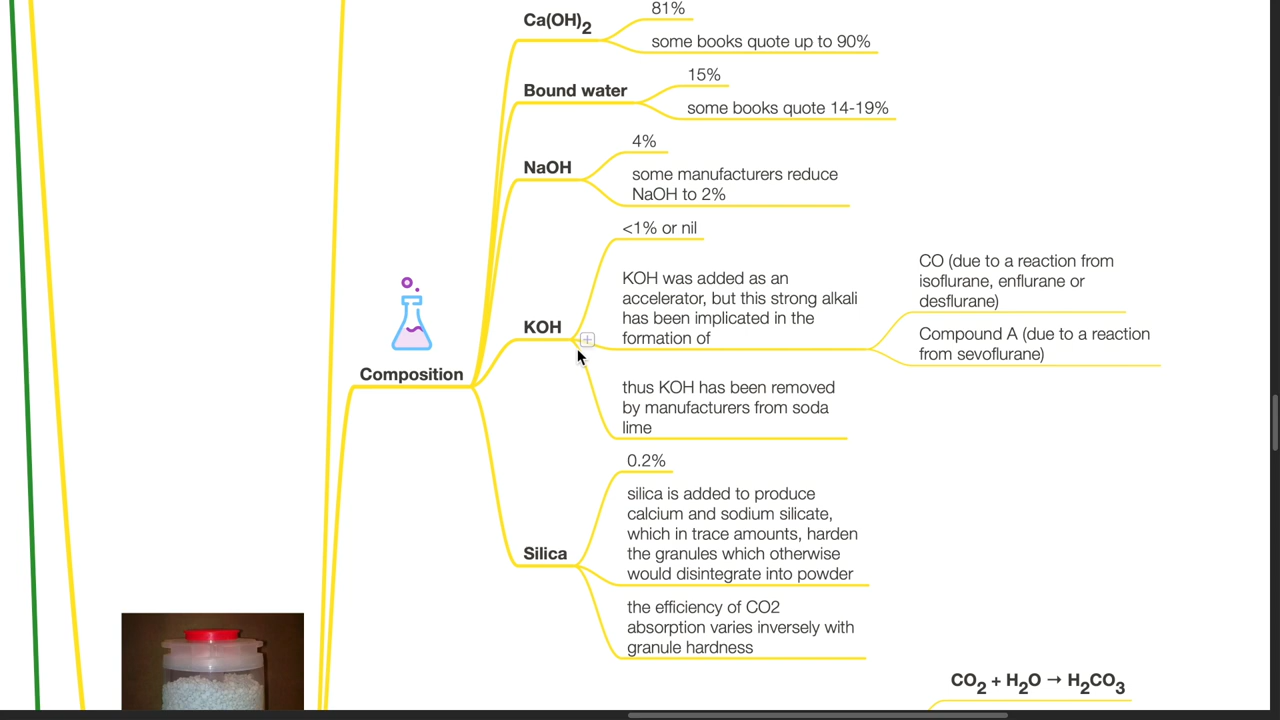 Ca(OH)2
81%
some books quote up to 90%
Bound water
15%
some books quote 14-19%
NaOH
4%
some manufacturers reduce
NaOH to 2%
KOH
<1% or nil
KOH was added as an
accelerator, but this strong alkali
has been implicated in the
formation of
CO (due to a reaction from
isoflurane, enflurane or
desflurane)
Compound A (due to a reaction
from sevoflurane)
thus KOH has been removed
by manufacturers from soda
lime
Composition
Silica
0.2%
silica is added to produce
calcium and sodium silicate,
which in trace amounts, harden
the granules which otherwise
would disintegrate into powder
the efficiency of CO2
absorption varies inversely with
granule hardness
CO2 + H2O → H2CO3